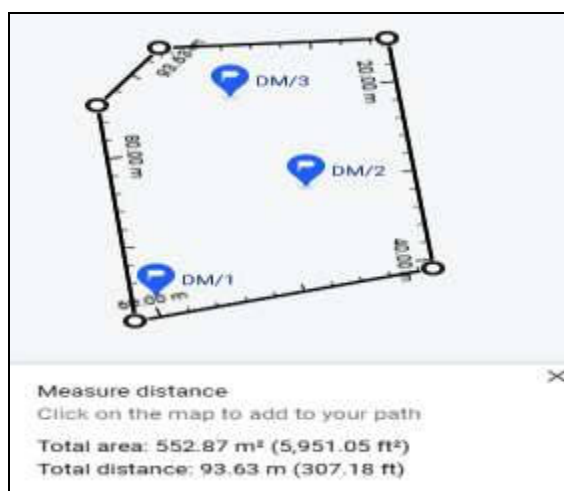 DM/3
20.00 m
80.00 m
DM/2
40.00 m
DM/1
Measure distance
Click on the map to add to your path
Total area: 552.87 m² (5,951.05 ft²)
Total distance: 93.63 m (307.18 ft)